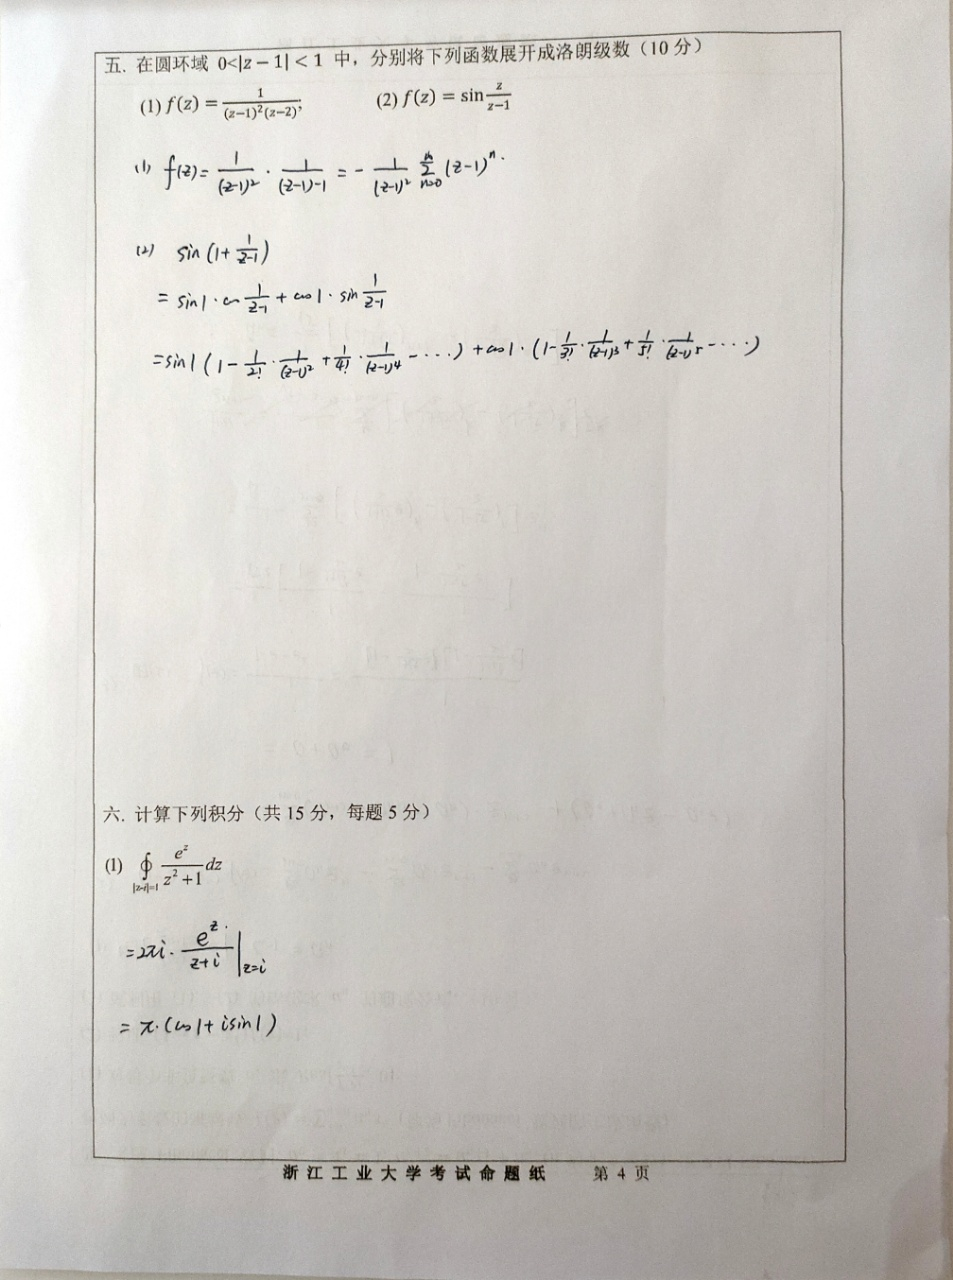 五. 在圆环域 0<|z − 1| < 1 中，分别将下列函数展开成洛朗级数（10 分）
(1) f(z) = 1/((z−1)²(z−2)), (2) f(z) = sin z/(z−1)
(1) f(z) = 1/(z-1)² · 1/((z-1)-1) = - 1/(z-1)² ∑_{n=0}^{∞} (z-1)ⁿ.
(2) sin (1+ 1/(z-1))
= sin1 · cos 1/(z-1) + cos1 · sin 1/(z-1)
= sin1 (1 - 1/2! · 1/(z-1)² + 1/4! · 1/(z-1)⁴ - ····) + cos1 · (1 - 1/3! · 1/(z-1)³ + 1/5! · 1/(z-1)⁵ - ····)
六. 计算下列积分（共 15 分，每题 5 分）
(1) ∮_{|z-i|=1} e^z/(z²+1) dz
= 2πi · e^z/(z+i) |_{z=i}
= π·(cos1+ isin1)
浙江工业大学考试命题纸 第 4 页